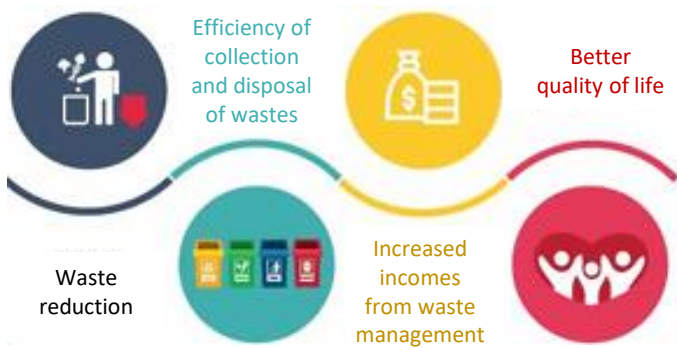 Waste
reduction
Efficiency of
collection
and disposal
of wastes
$
Increased
incomes
from waste
management
Better
quality of life